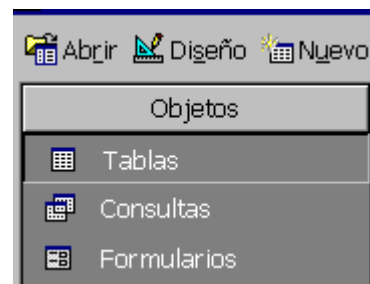 Abrir Diseño Nuevo
Objetos
Tablas
Consultas
Formularios